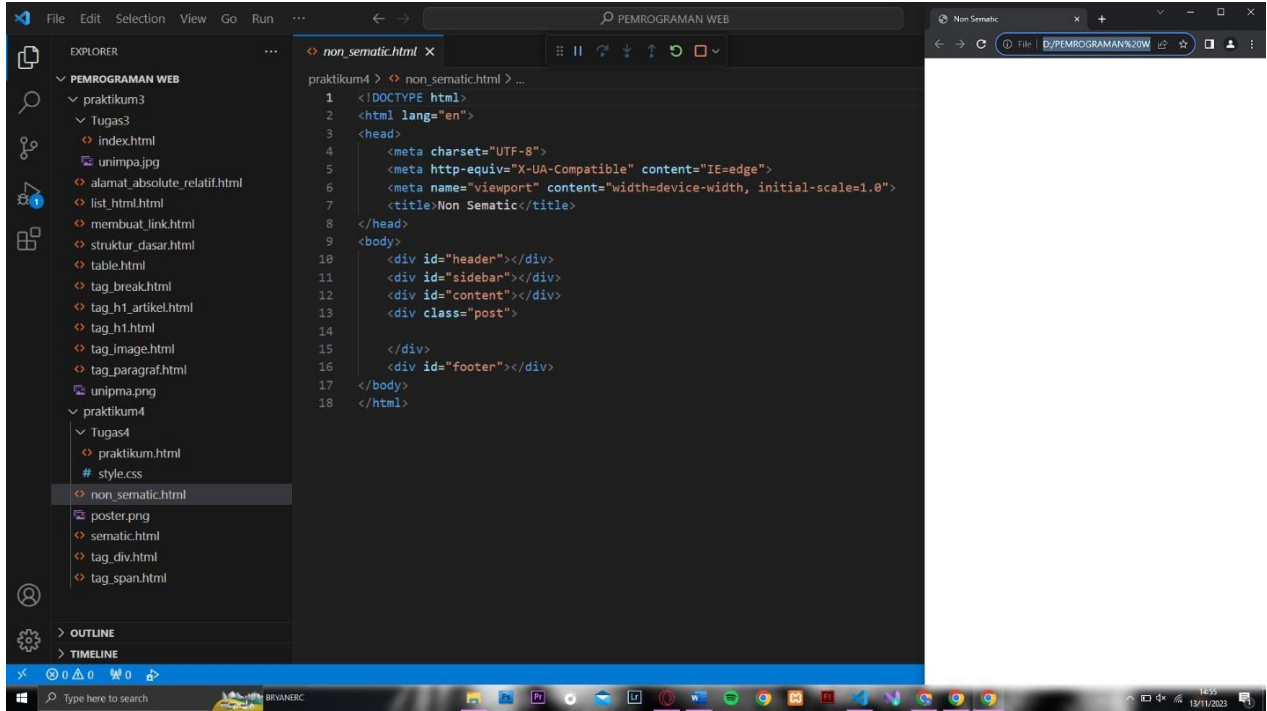 File Edit Selection View Go Run ···
PEMROGRAMAN WEB
Non Sematic
File D:/PEMROGRAMAN%20W
EXPLORER ···
PEMROGRAMAN WEB
praktikum3
Tugas3
index.html
unimpa.jpg
alamat_absolute_relatif.html
list_html.html
membuat_link.html
struktur_dasar.html
table.html
tag_break.html
tag_h1_artikel.html
tag_h1.html
tag_image.html
tag_paragraf.html
unipma.png
praktikum4
Tugas4
praktikum.html
# style.css
non_sematic.html
poster.png
sematic.html
tag_div.html
tag_span.html
OUTLINE
TIMELINE
1
non_sematic.html
praktikum4 > non_sematic.html > ...
1 <!DOCTYPE html>
2 <html lang="en">
3 <head>
4 <meta charset="UTF-8">
5 <meta http-equiv="X-UA-Compatible" content="IE=edge">
6 <meta name="viewport" content="width=device-width, initial-scale=1.0">
7 <title>Non Sematic</title>
8 </head>
9 <body>
10 <div id="header"></div>
11 <div id="sidebar"></div>
12 <div id="content"></div>
13 <div class="post">
14
15 </div>
16 <div id="footer"></div>
17 </body>
18 </html>
0 0 0
Type here to search
BRYANERC
Ps Pr Lr W Fl
14:55
13/11/2023